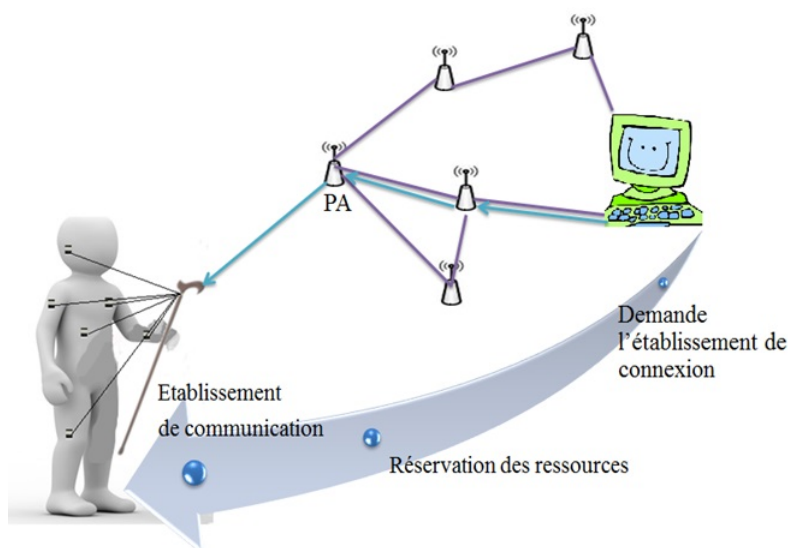 PA
Demande
l’établissement de
connexion
Etablissement
de communication
Réservation des ressources